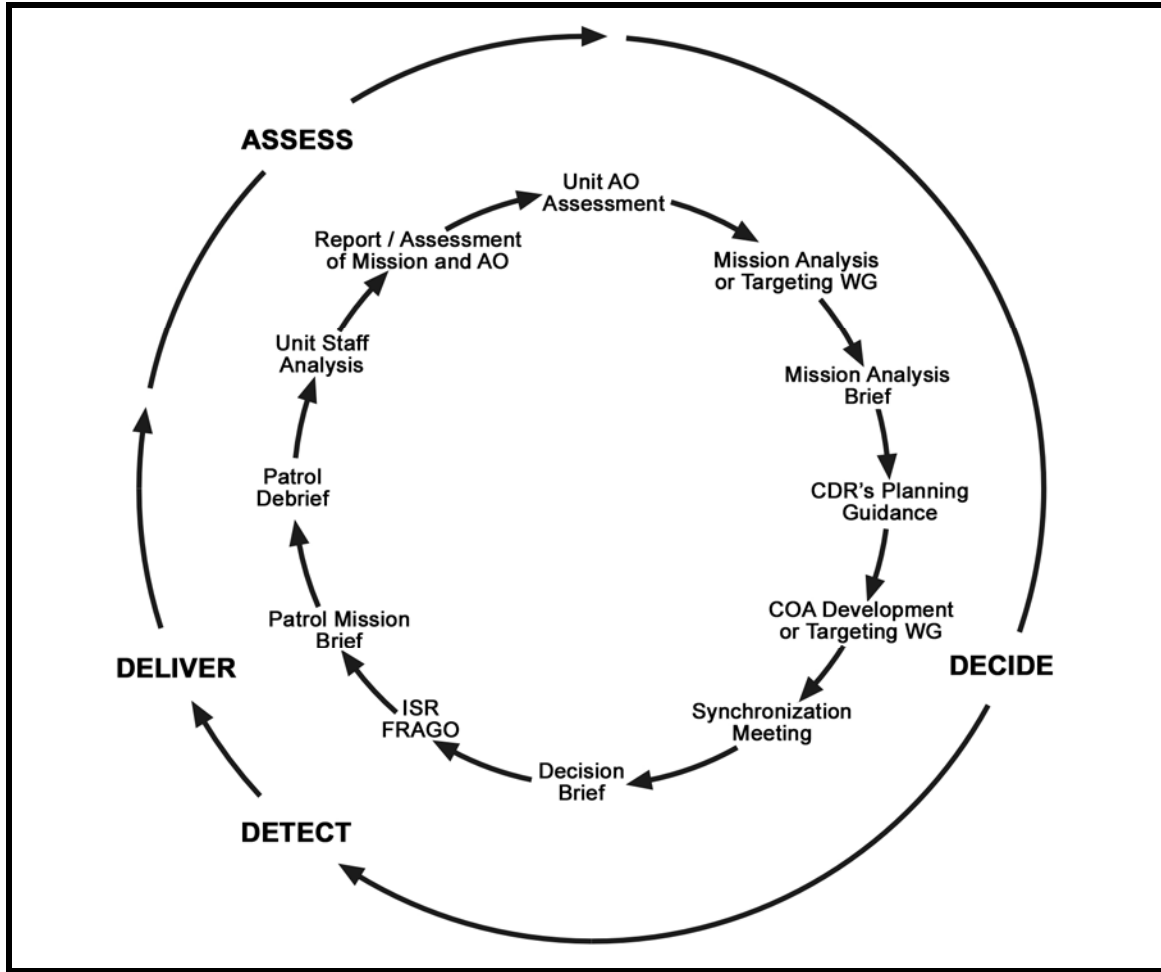 ASSESS
Unit AO
Assessment
Report / Assessment
of Mission and AO
Mission Analysis
or Targeting WG
Unit Staff
Analysis
Mission Analysis
Brief
Patrol
Debrief
CDR's Planning
Guidance
Patrol Mission
Brief
COA Development
or Targeting WG
DELIVER
DECIDE
ISR
FRAGO
Synchronization
Meeting
Decision
Brief
DETECT